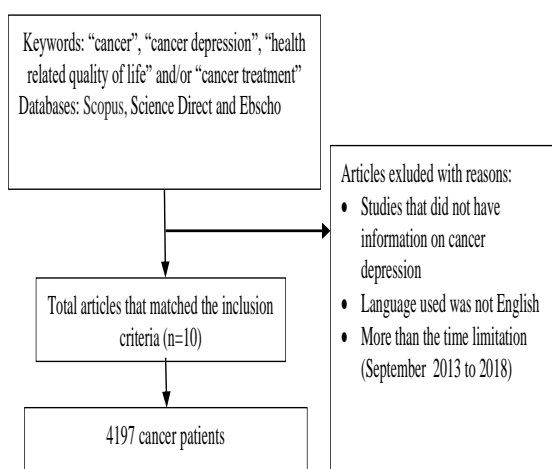 Keywords: “cancer”, “cancer depression”, “health
related quality of life” and/or “cancer treatment”
Databases: Scopus, Science Direct and Ebscho
Articles exluded with reasons:
• Studies that did not have
information on cancer
depression
• Language used was not English
• More than the time limitation
(September 2013 to 2018)
Total articles that matched the inclusion
criteria (n=10)
4197 cancer patients